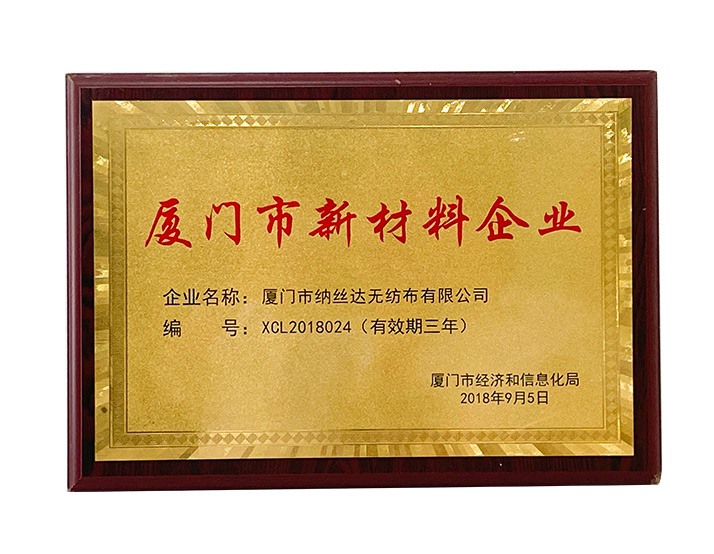 厦门市新材料企业
企业名称：厦门市纳丝达无纺布有限公司
编　　号：XCL2018024（有效期三年）
厦门市经济和信息化局
2018年9月5日